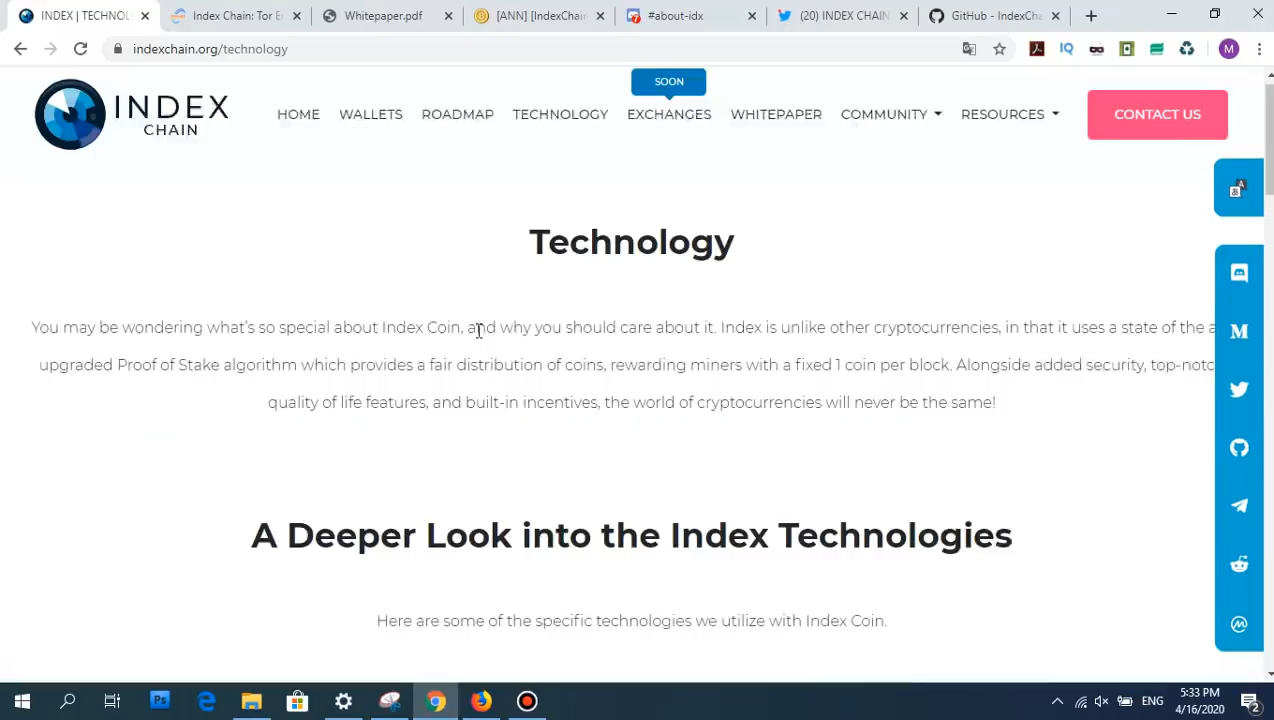 INDEX | TECHNOL
Index Chain: Tor E
Whitepaper.pdf
[ANN] [IndexChain
#about-idx
(20) INDEX CHAIN
GitHub - IndexCha
indexchain.org/technology
M
SOON
INDEX
CHAIN
HOME
WALLETS
ROADMAP
TECHNOLOGY
EXCHANGES
WHITEPAPER
COMMUNITY
RESOURCES
CONTACT US
Technology
You may be wondering what's so special about Index Coin, and why you should care about it. Index is unlike other cryptocurrencies, in that it uses a state of the a
upgraded Proof of Stake algorithm which provides a fair distribution of coins, rewarding miners with a fixed 1 coin per block. Alongside added security, top-notc
quality of life features, and built-in incentives, the world of cryptocurrencies will never be the same!
A Deeper Look into the Index Technologies
Here are some of the specific technologies we utilize with Index Coin.
ENG
5:33 PM
4/16/2020
2